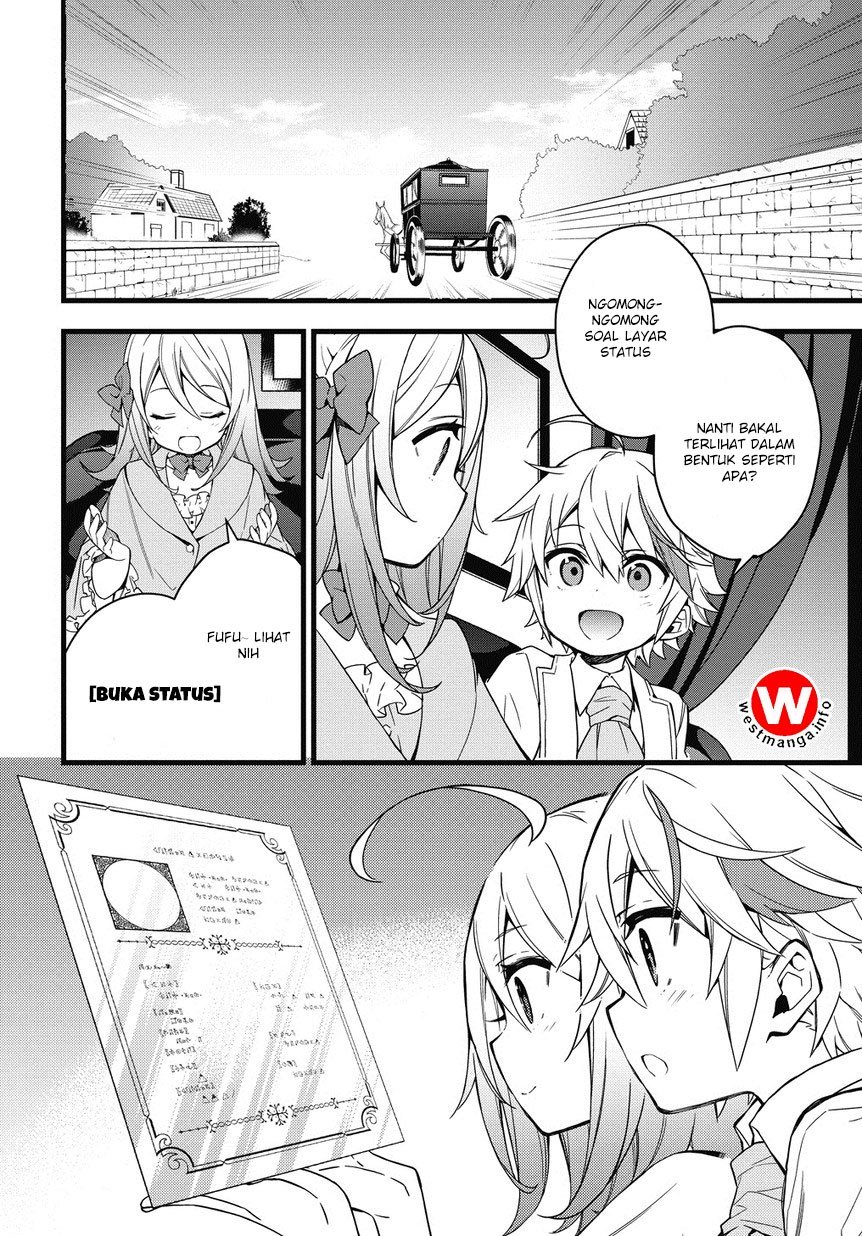 NGOMONG-
NGOMONG
SOAL LAYAR
STATUS
NANTI BAKAL
TERLIHAT DALAM
BENTUK SEPERTI
APA?
FUFU~ LIHAT
NIH
[BUKA STATUS]
W
westmanga.info